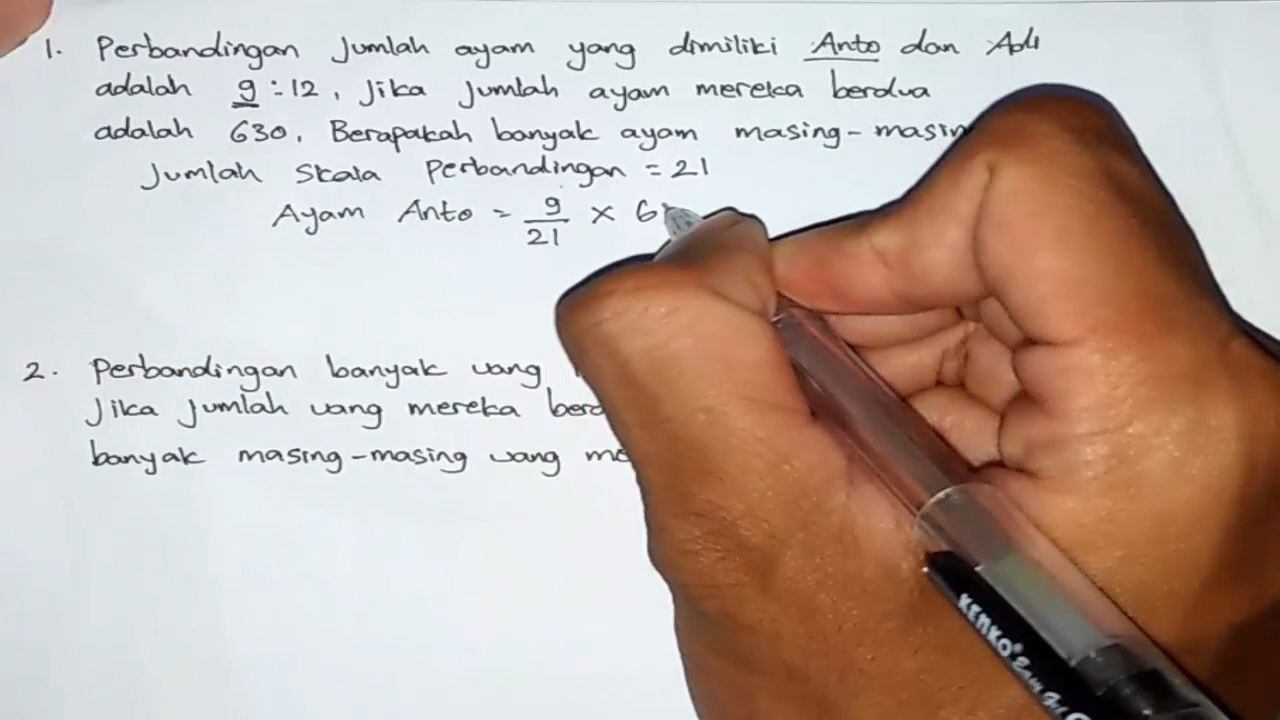 1. Perbandingan jumlah ayam yang dimiliki Anto dan
adalah 9 : 12, Jika jumlah ayam mereka berdua
adalah 630. Berapakah banyak ayam masing-masin
Jumlah Skala Perbandingan = 21
Ayam Anto = 9/21 × 6
2. Perbandingan banyak uang
Jika jumlah uang mereka
banyak masing-masing uang
KENKO